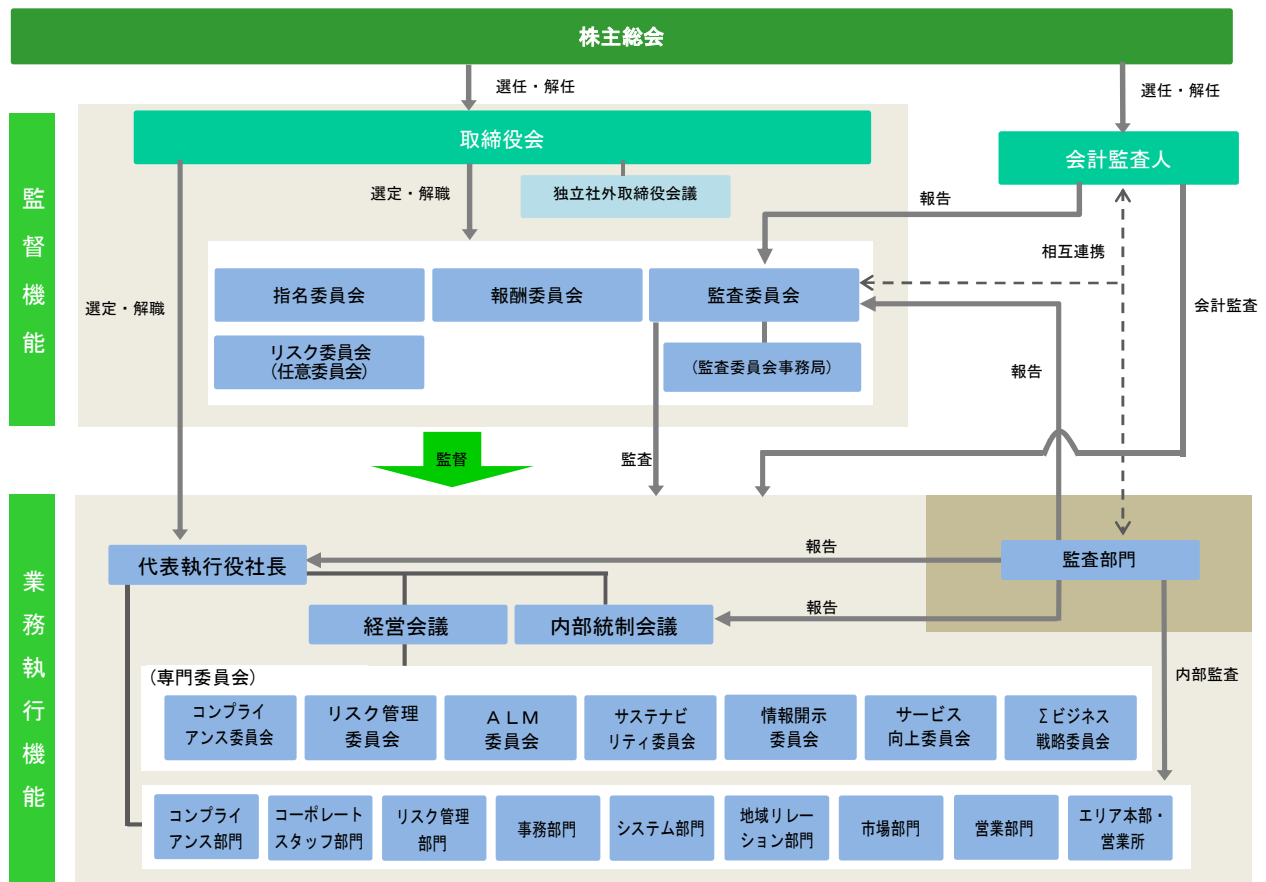 株主総会
選任・解任
選任・解任
監督機能
取締役会
会計監査人
選定・解職
独立社外取締役会議
報告
相互連携
選定・解職
指名委員会
報酬委員会
監査委員会
会計監査
リスク委員会
(任意委員会)
(監査委員会事務局)
報告
監督
監査
業務執行機能
代表執行役社長
報告
監査部門
経営会議
内部統制会議
報告
内部監査
(専門委員会)
コンプライ
アンス委員会
リスク管理
委員会
ALM
委員会
サステナビ
リティ委員会
情報開示
委員会
サービス
向上委員会
Σビジネス
戦略委員会
コンプライ
アンス部門
コーポレート
スタッフ部門
リスク管理
部門
事務部門
システム部門
地域リレー
ション部門
市場部門
営業部門
エリア本部・
営業所